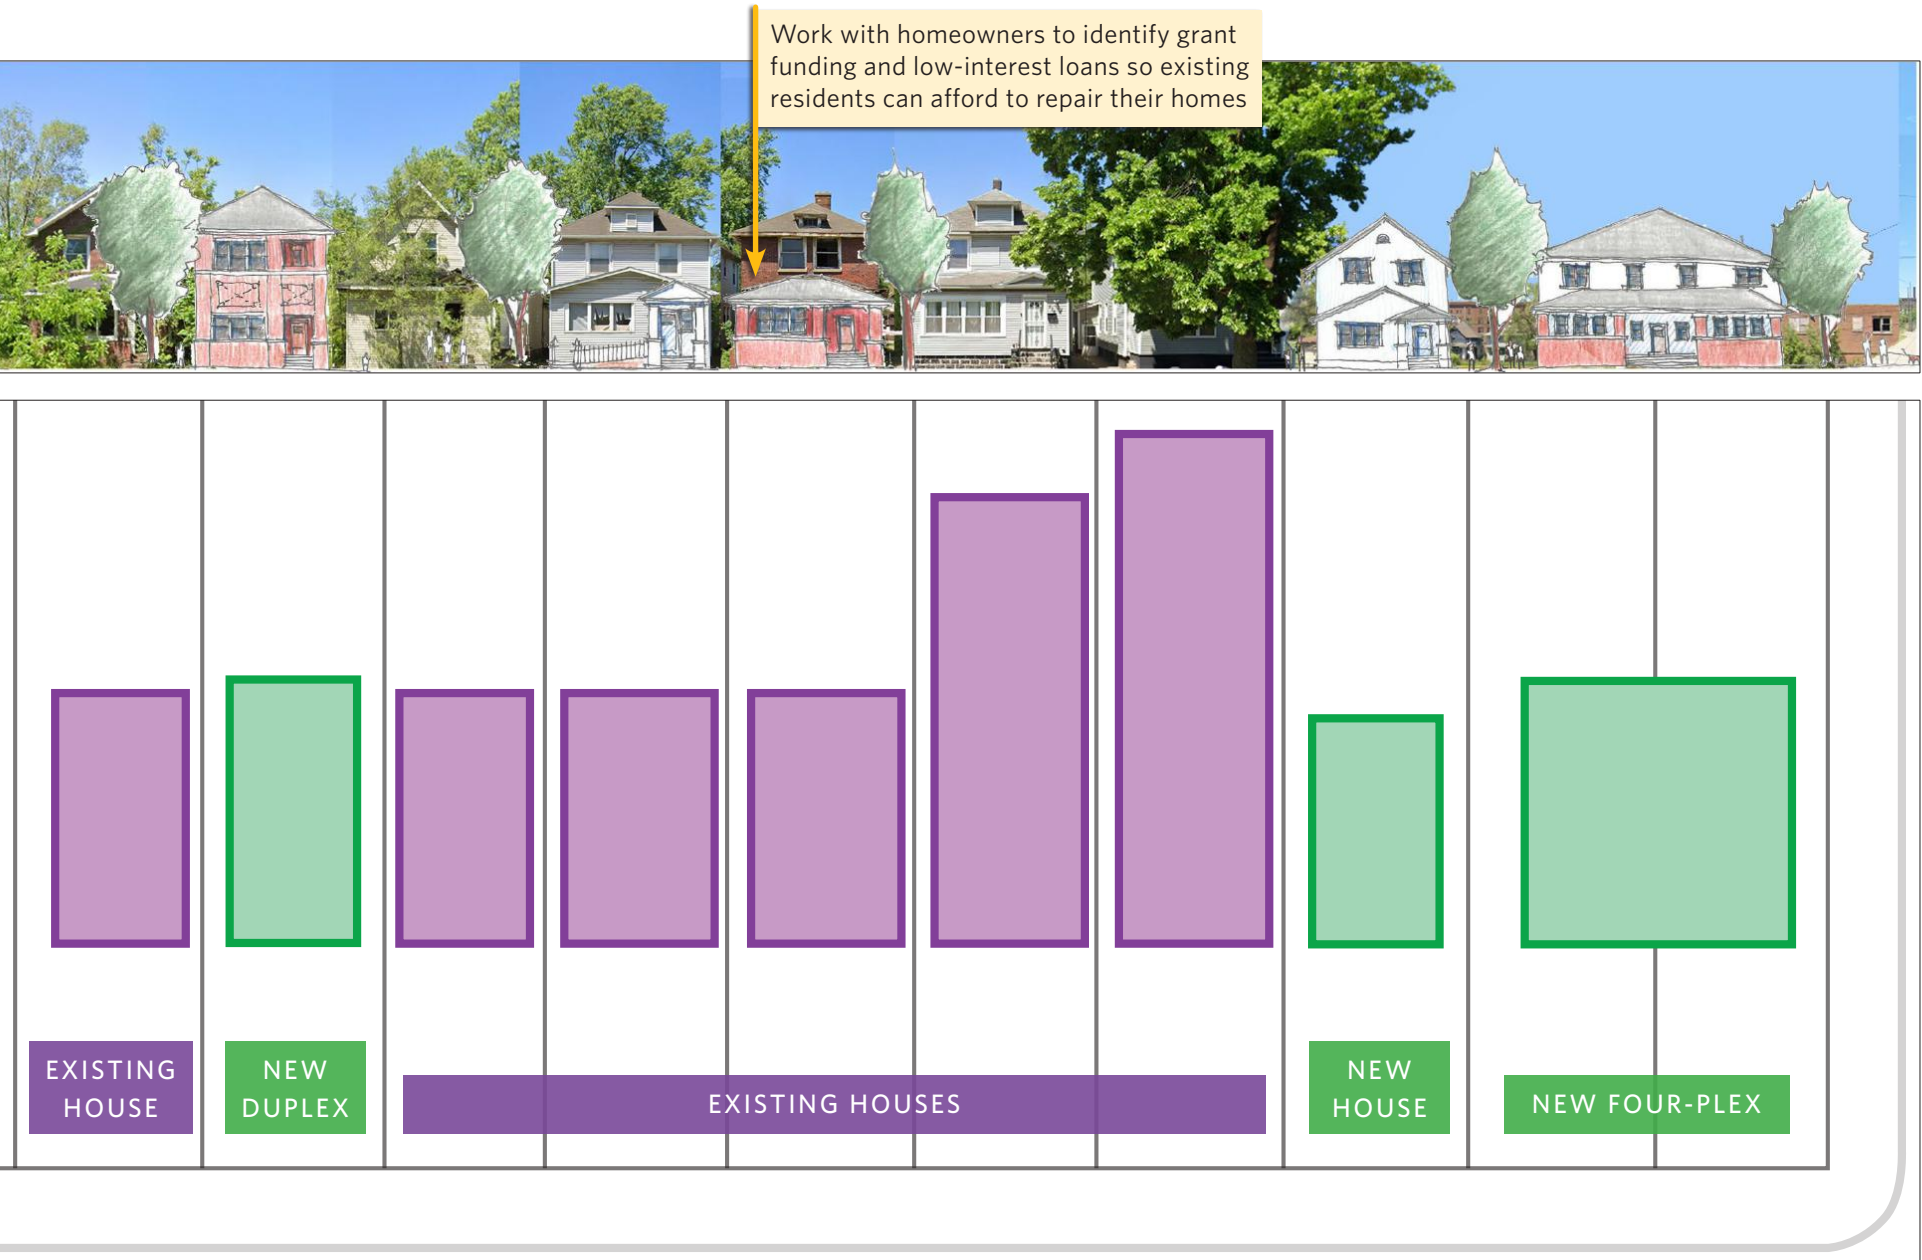 Work with homeowners to identify grant
funding and low-interest loans so existing
residents can afford to repair their homes
EXISTING
HOUSE
NEW
DUPLEX
EXISTING HOUSES
NEW
HOUSE
NEW FOUR-PLEX